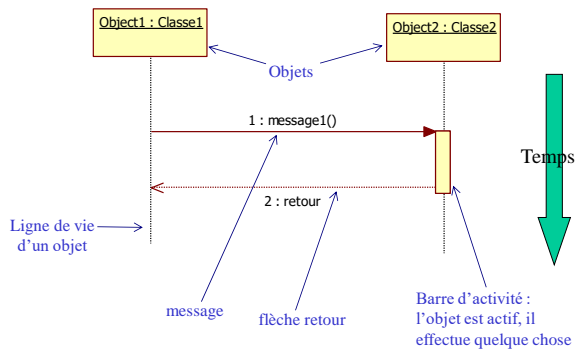 Object1 : Classe1
Object2 : Classe2
Objets
1 : message1()
Temps
2 : retour
Ligne de vie
d'un objet
message
flèche retour
Barre d'activité :
l'objet est actif, il
effectue quelque chose